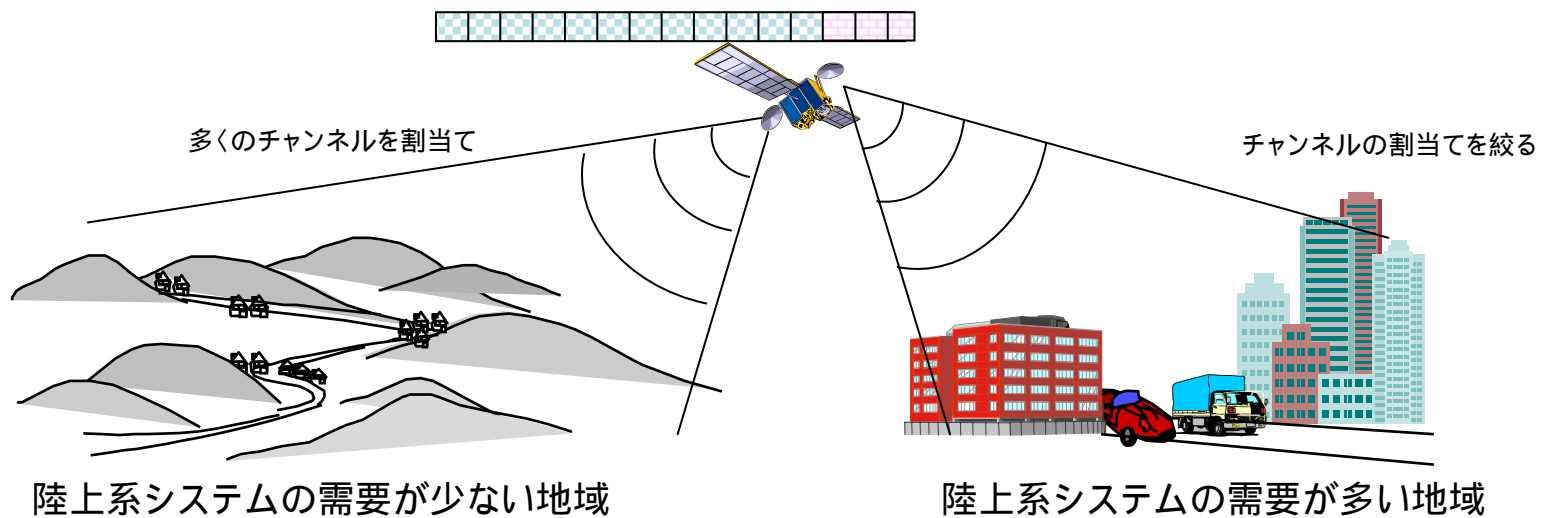 多くのチャンネルを割当て
チャンネルの割当てを絞る
陸上系システムの需要が少ない地域
陸上系システムの需要が多い地域